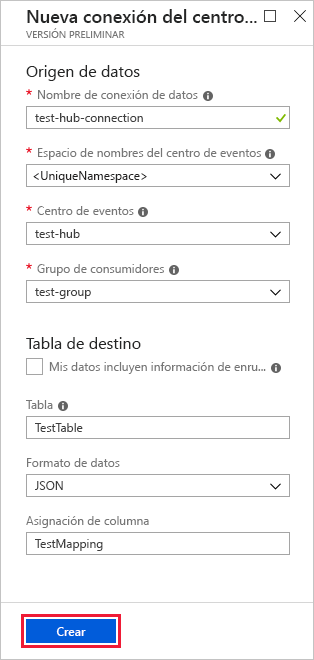 Nueva conexión del centro...
VERSIÓN PRELIMINAR
Origen de datos
* Nombre de conexión de datos
test-hub-connection
* Espacio de nombres del centro de eventos
<UniqueNamespace>
* Centro de eventos
test-hub
* Grupo de consumidores
test-group
Tabla de destino
Mis datos incluyen información de enru...
Tabla
TestTable
Formato de datos
JSON
Asignación de columna
TestMapping
Crear